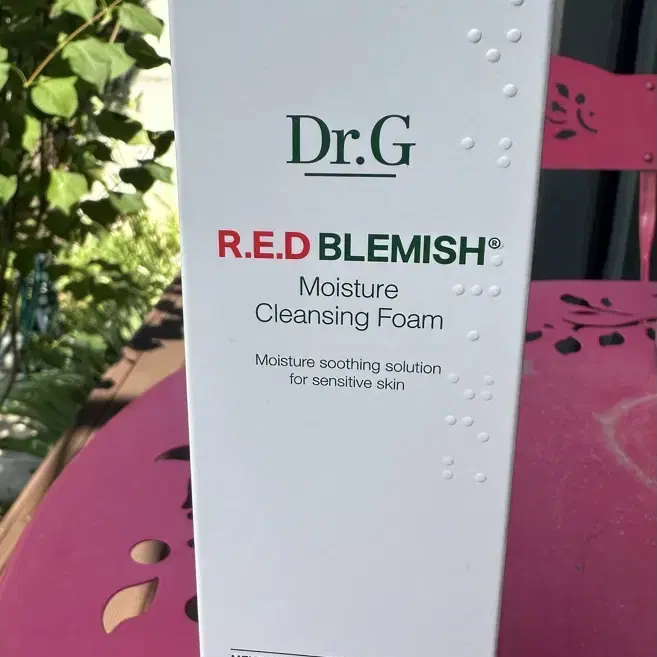 Dr.G
R.E.D BLEMISH®
Moisture
Cleansing Foam
Moisture soothing solution
for sensitive skin